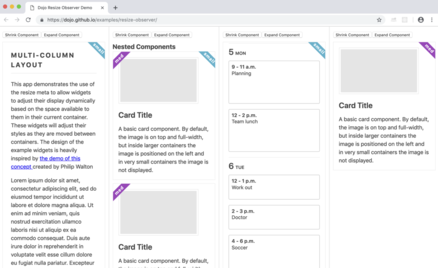 Dojo Resize Observer Demo
https://dojo.github.io/examples/resize-observer/
Shrink Component Expand Component
MULTI-COLUMN
LAYOUT
This app demonstrates the use
of the resize meta to allow widgets
to adjust their display dynamically
based on the space available to
them in their current container.
These widgets will adjust their
styles as they are moved between
containers. The design of the
example widgets is heavily
inspired by the demo of this
concept created by Philip Walton
Lorem ipsum dolor sit amet,
consectetur adipiscing elit, sed do
eiusmod tempor incididunt ut
labore et dolore magna aliqua. Ut
enim ad minim veniam, quis
nostrud exercitation ullamco
laboris nisi ut aliquip ex ea
commodo consequat. Duis aute
irure dolor in reprehenderit in
voluptate velit esse cillum dolore
eu fugiat nulla pariatur. Excepteur
Shrink Component Expand Component
Nested Components
Card Title
A basic card component. By default,
the image is on top and full-width,
but inside larger containers the
image is positioned on the left and
in very small containers the image is
not displayed.
Card Title
A basic card component. By default,
Shrink Component Expand Component
5 MON
9 - 11 a.m.
Planning
12 - 2 p.m.
Team lunch
6 TUE
12 - 1 p.m.
Work out
2 - 3 p.m.
Doctor
4 - 6 p.m.
Soccer
Shrink Component Expand Component
Card Title
A basic card component. By default,
the image is on top and full-width,
but inside larger containers the
image is positioned on the left and
in very small containers the image is
not displayed.